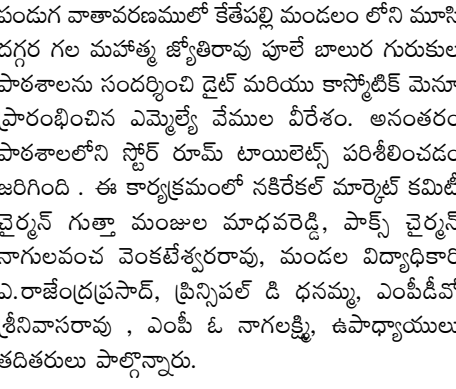 పండుగ వాతావరణములో కేతేపల్లి మండలం లోని మూసి
దగ్గర గల మహాత్మ జ్యోతిరావు పూలే బాలుర గురుకుల
పాఠశాలను సందర్శించి డైట్ మరియు కాస్మోటిక్ మెనూ
ప్రారంభించిన ఎమ్మెల్యే వేముల వీరేశం. అనంతరం
పాఠశాలలోని స్టోర్ రూమ్ టాయిలెట్స్ పరిశీలించడం
జరిగింది . ఈ కార్యక్రమంలో నకిరేకల్ మార్కెట్ కమిటీ
చైర్మన్ గుత్తా మంజుల మాధవరెడ్డి, పాక్స్ చైర్మన్
నాగులవంచ వెంకటేశ్వరరావు, మండల విద్యాధికారి
ఎ.రాజేంద్రప్రసాద్, ప్రిన్సిపల్ డి ధనమ్మ, ఎంపీడీవో
శ్రీనివాసరావు , ఎంపీ ఓ నాగలక్ష్మి, ఉపాధ్యాయులు
తదితరులు పాల్గొన్నారు.